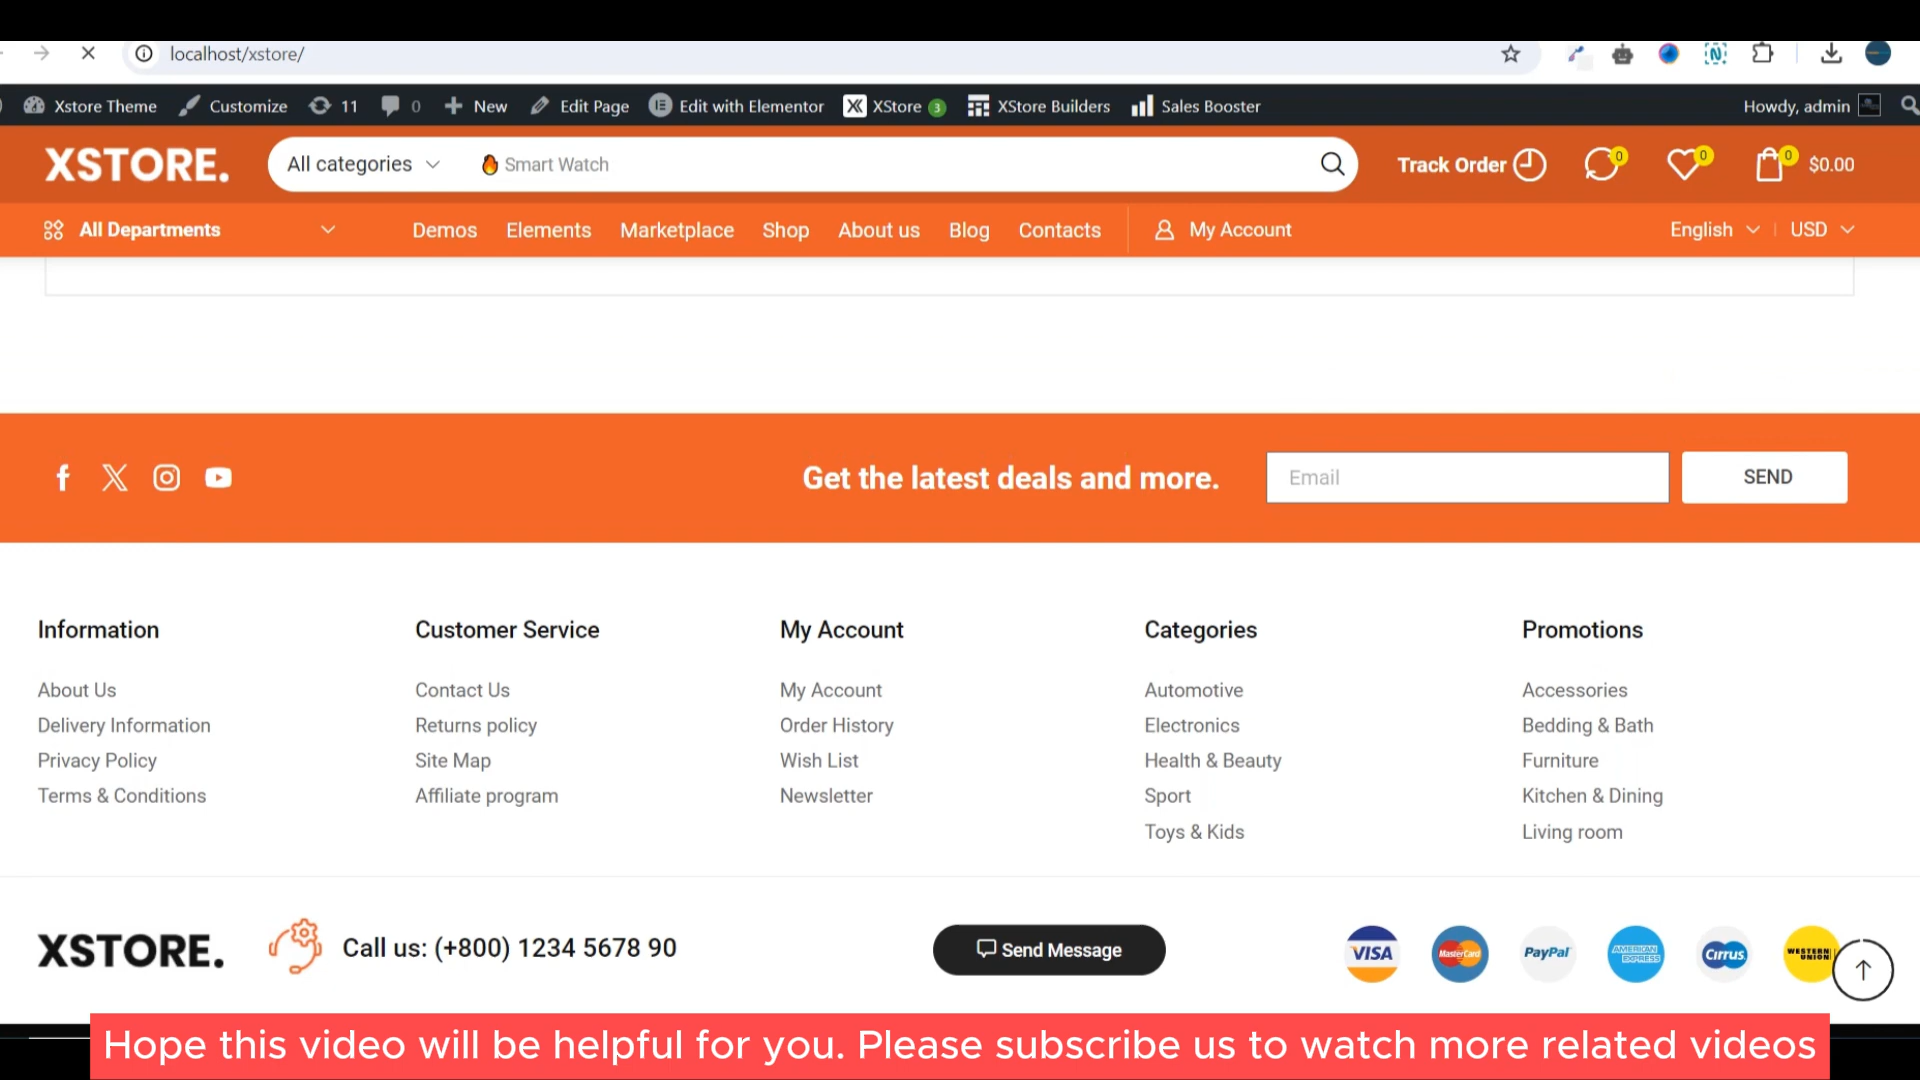 localhost/xstore/
Xstore Theme Customize 11 0 New Edit Page Edit with Elementor XStore 3 XStore Builders Sales Booster Howdy, admin
XSTORE. All categories Smart Watch Track Order 0 0 0 $0.00
All Departments Demos Elements Marketplace Shop About us Blog Contacts My Account English USD
Get the latest deals and more. Email SEND
Information
About Us
Delivery Information
Privacy Policy
Terms & Conditions
Customer Service
Contact Us
Returns policy
Site Map
Affiliate program
My Account
My Account
Order History
Wish List
Newsletter
Categories
Automotive
Electronics
Health & Beauty
Sport
Toys & Kids
Promotions
Accessories
Bedding & Bath
Furniture
Kitchen & Dining
Living room
XSTORE. Call us: (+800) 1234 5678 90 Send Message VISA MasterCard PayPal AMERICAN EXPRESS Cirrus WESTERN UNION
Hope this video will be helpful for you. Please subscribe us to watch more related videos